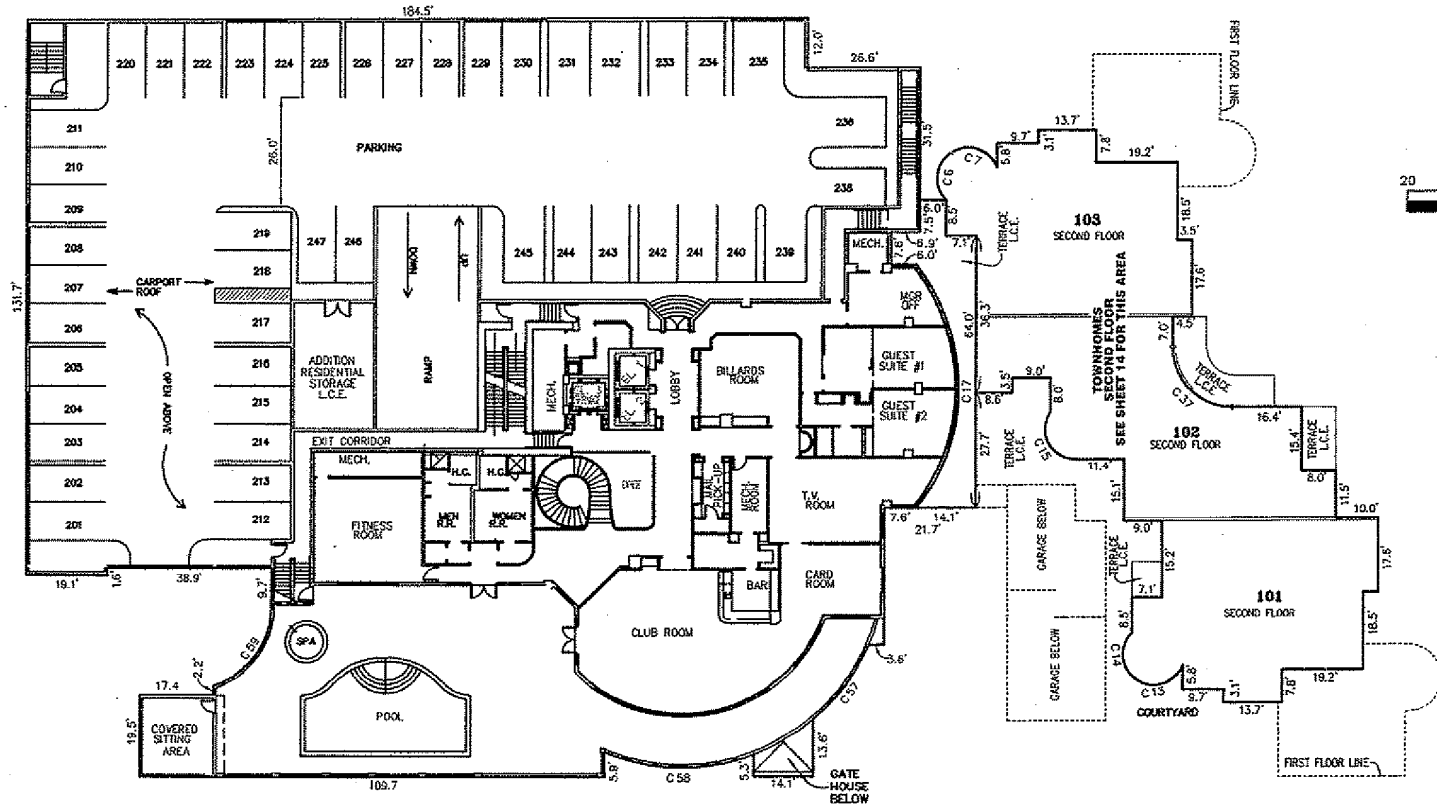 184.5'
12.0'
26.6'
FIRST FLOOR LINE
220
221
222
223
224
225
226
227
228
229
230
231
232
233
234
235
211
210
209
208
207
206
205
204
203
202
201
26.0'
PARKING
236
238
31.5'
13.7'
9.7'
3.1'
5.8'
7.8'
19.2'
C7
C6
20
219
218
217
216
215
214
213
212
247
246
DOWN
UP
245
244
243
242
241
240
239
6.0'
7.5'
8.5'
7.1'
6.9'
6.0'
7.6'
MECH.
TERRACE
L.C.E.
103
SECOND FLOOR
18.5'
3.5'
17.6'
131.7'
CARPORT
ROOF
OPEN ABOVE
ADDITION
RESIDENTIAL
STORAGE
L.C.E.
RAMP
MECH.
EL.
LOBBY
BILLARDS
ROOM
MGR
OFF
GUEST
SUITE #1
GUEST
SUITE #2
64.0'
36.3'
C17
27.7'
TOWNHOMES
SECOND FLOOR
SEE SHEET 14 FOR THIS AREA
4.5'
7.0'
TERRACE
L.C.E.
C37
16.4'
15.4'
TERRACE
L.C.E.
8.0'
11.5'
10.0'
9.0'
3.5'
8.6'
8.0'
TERRACE
L.C.E.
C15
11.4'
15.1'
102
SECOND FLOOR
EXIT CORRIDOR
MECH.
H.C.
H.C.
FITNESS
ROOM
MEN
R.R.
WOMEN
R.R.
OPEN
MAIL
PICK-UP
MECH.
ROOM
T.V.
ROOM
7.6'
14.1'
21.7'
GARAGE BELOW
GARAGE BELOW
9.0'
15.2'
TERRACE
L.C.E.
7.1'
8.5'
101
SECOND FLOOR
17.6'
18.5'
19.1'
1.6'
38.9'
9.7'
C59
SPA
CLUB ROOM
BAR
CARD
ROOM
3.6'
C57
C14
C13
5.8'
9.7'
3.1'
13.7'
7.8'
19.2'
COURTYARD
2.2'
17.4
19.5'
COVERED
SITTING
AREA
POOL
109.7
5.9'
C58
5.3'
14.1'
13.6'
GATE
HOUSE
BELOW
FIRST FLOOR LINE